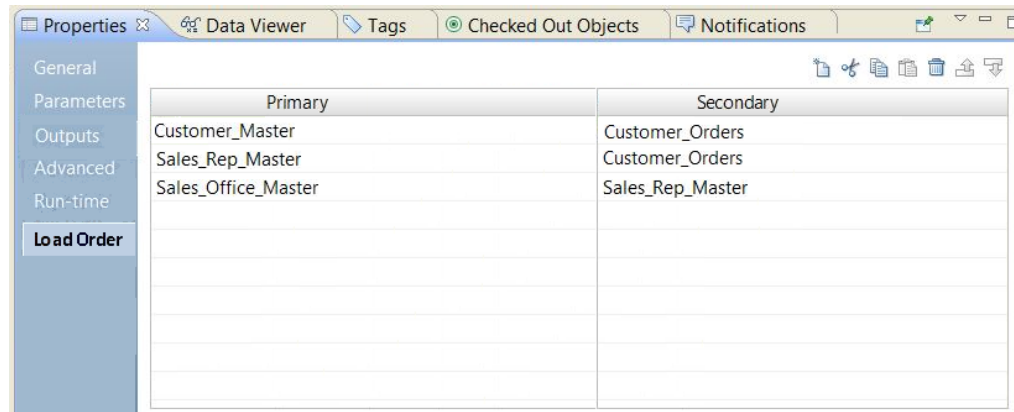 Properties Data Viewer Tags Checked Out Objects Notifications
General
Parameters
Outputs
Advanced
Run-time
Load Order
Primary Secondary
Customer_Master Customer_Orders
Sales_Rep_Master Customer_Orders
Sales_Office_Master Sales_Rep_Master